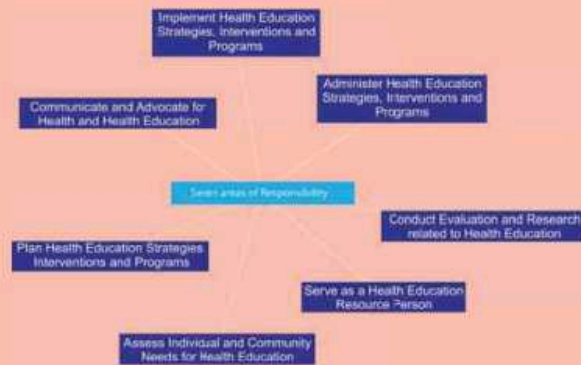 Implement Health Education
Strategies, Interventions and
Programs
Administer Health Education
Strategies, Interventions and
Programs
Communicate and Advocate for
Health and Health Education
Seven areas of Responsibility
Conduct Evaluation and Research
related to Health Education
Plan Health Education Strategies
Interventions and Programs
Serve as a Health Education
Resource Person
Assess Individual and Community
Needs for Health Education